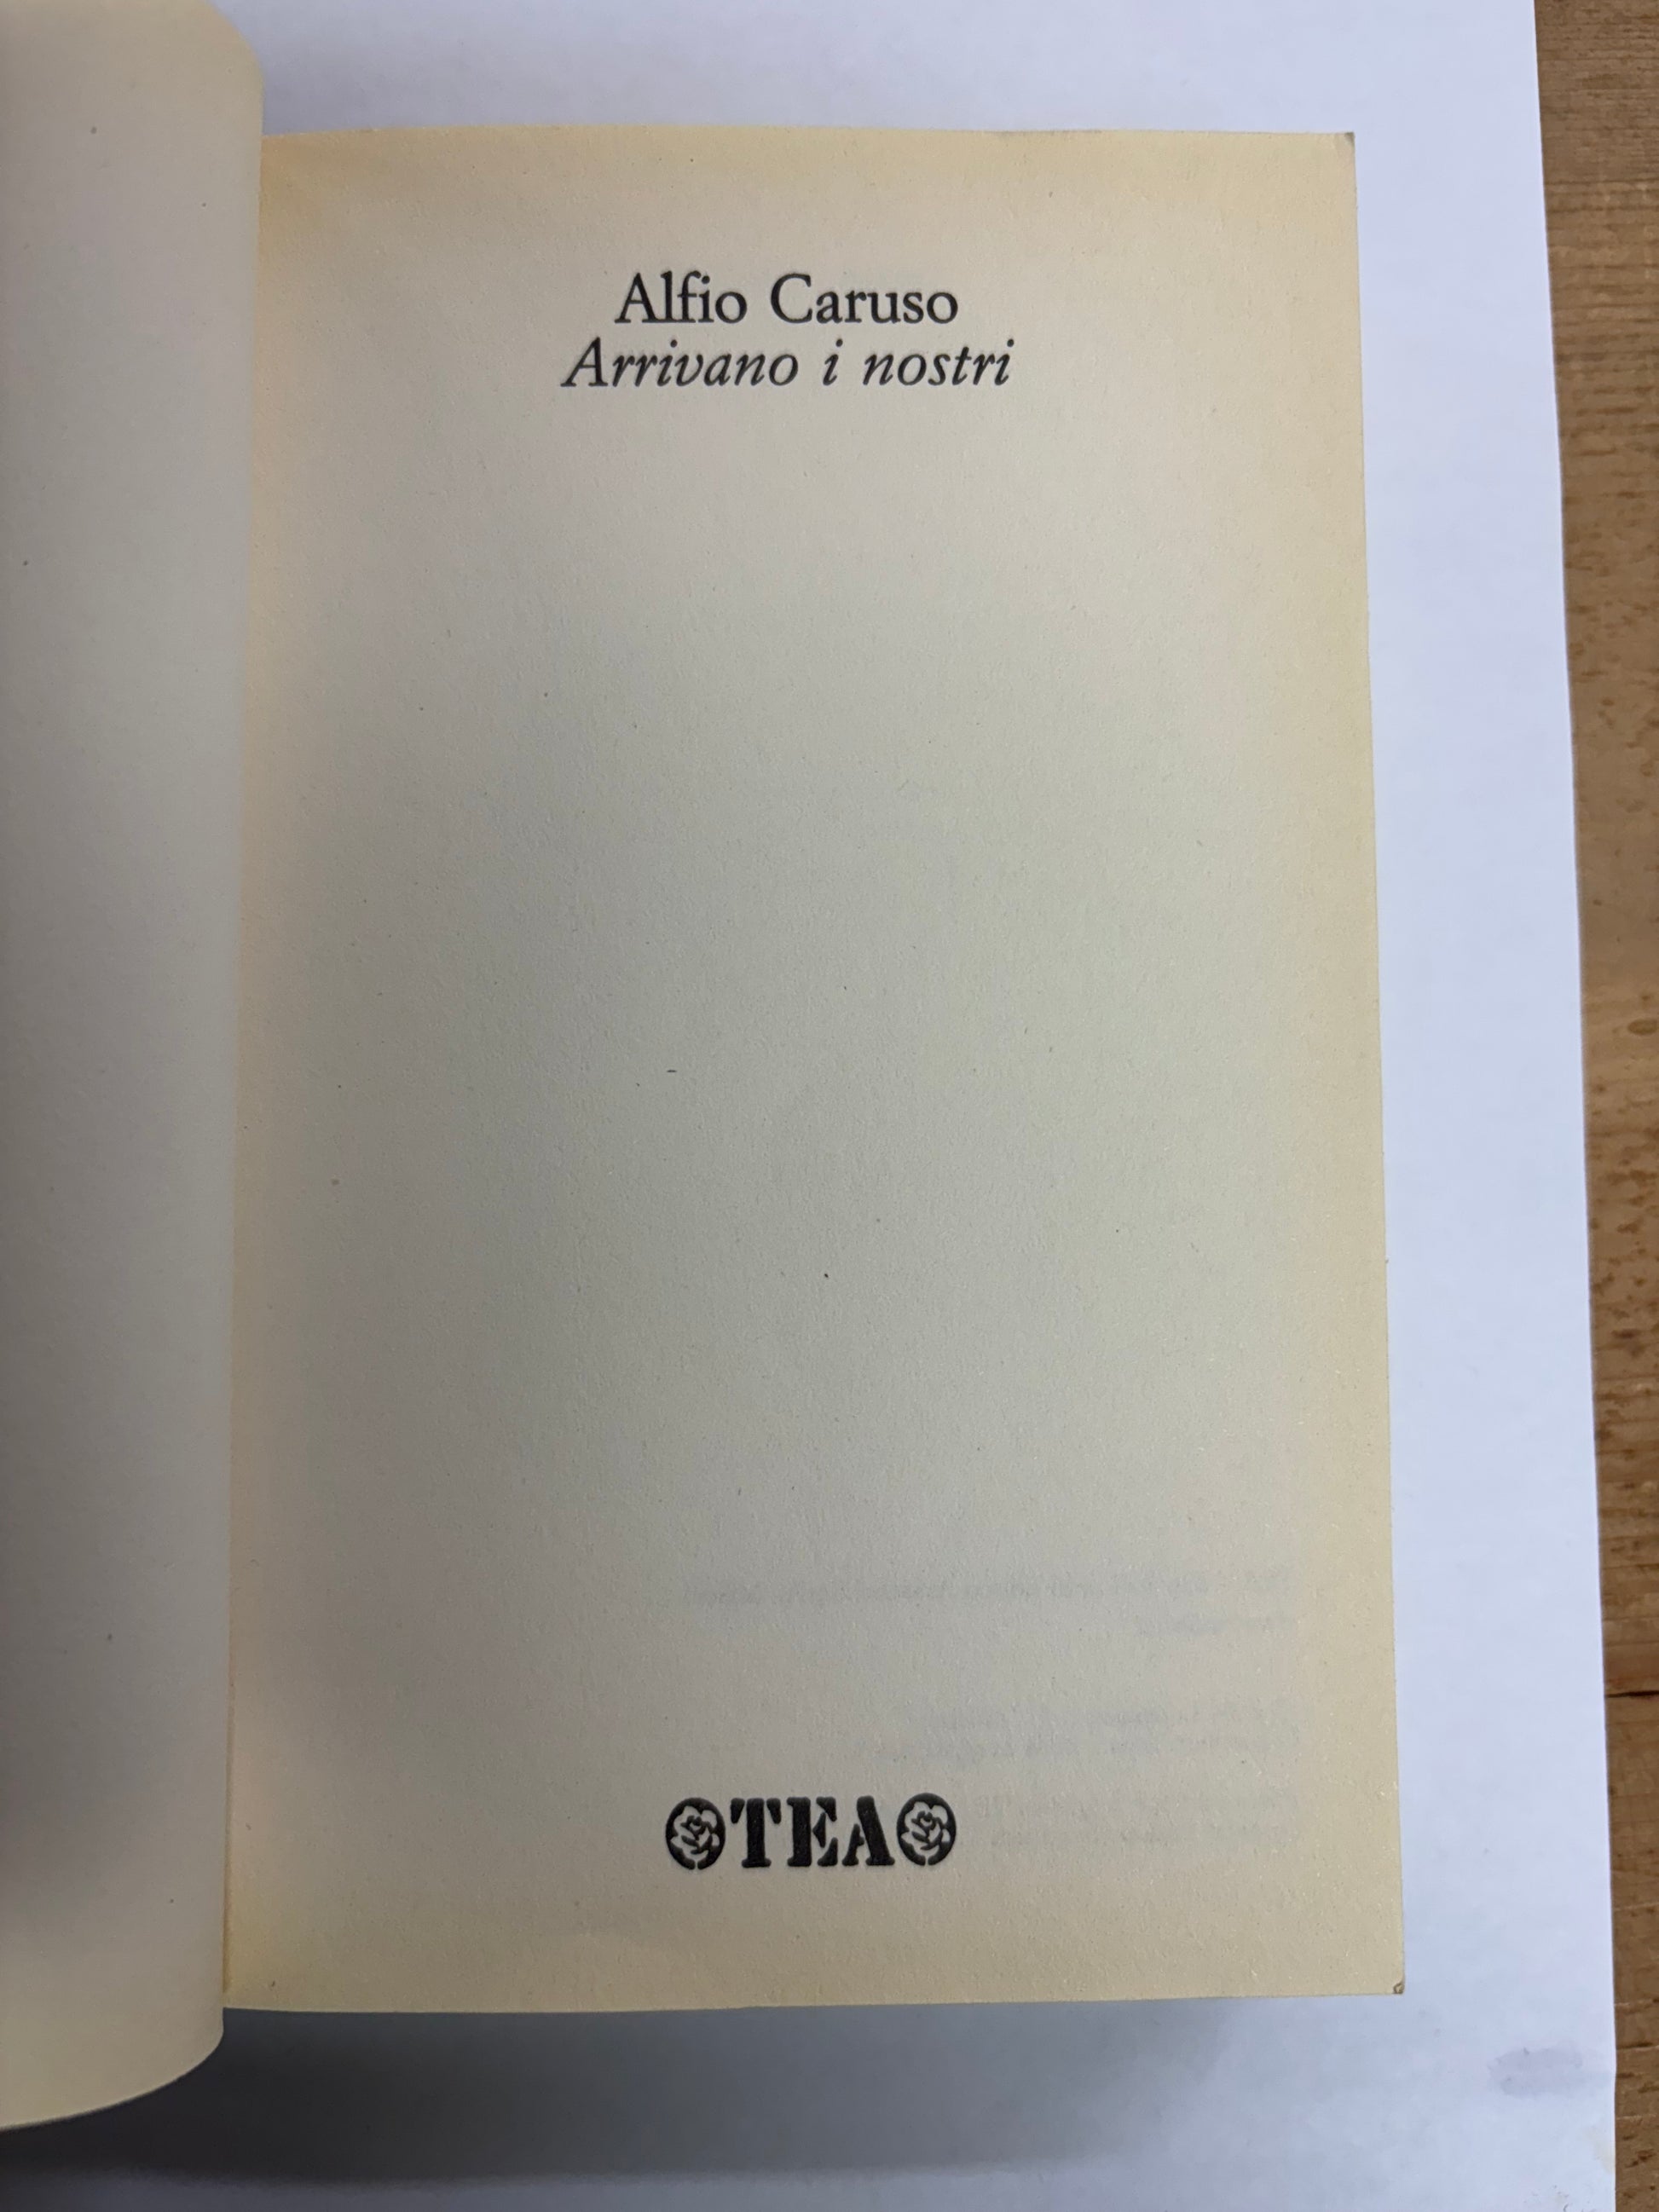 Alfio Caruso
Arrivano i nostri
TEA